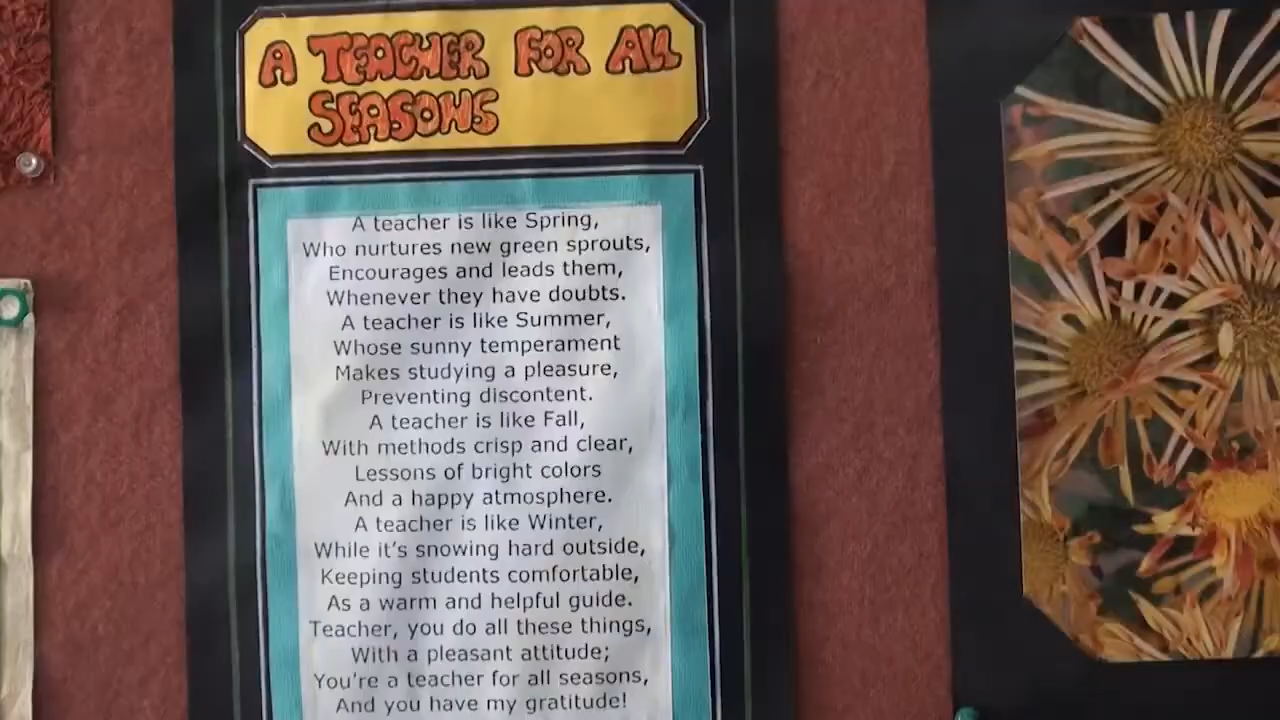 A TEACHER FOR ALL
SEASONS
A teacher is like Spring,
Who nurtures new green sprouts,
Encourages and leads them,
Whenever they have doubts.
A teacher is like Summer,
Whose sunny temperament
Makes studying a pleasure,
Preventing discontent.
A teacher is like Fall,
With methods crisp and clear,
Lessons of bright colors
And a happy atmosphere.
A teacher is like Winter,
While it's snowing hard outside,
Keeping students comfortable,
As a warm and helpful guide.
Teacher, you do all these things,
With a pleasant attitude;
You're a teacher for all seasons,
And you have my gratitude!